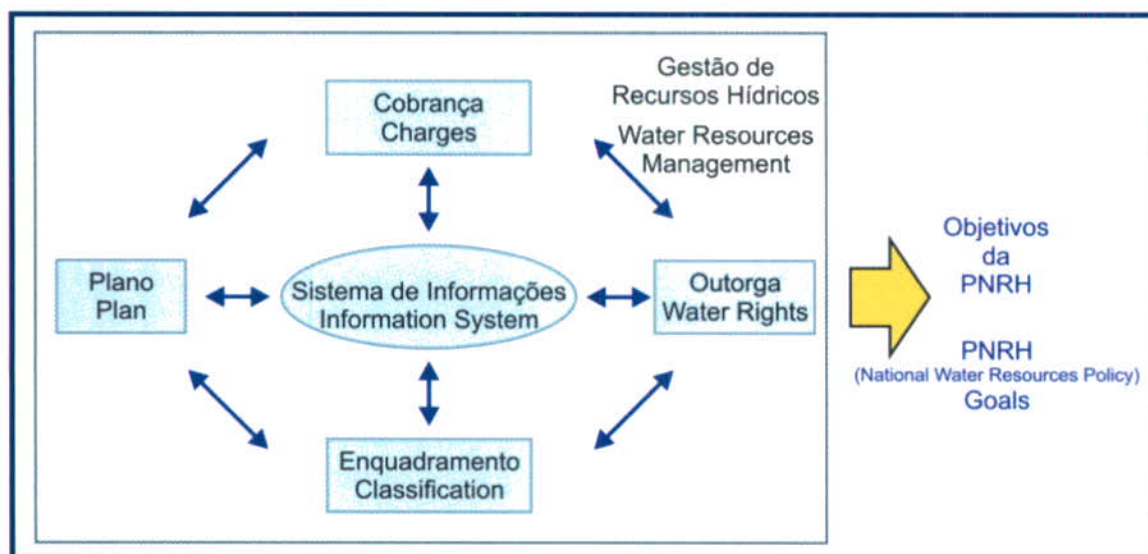 Gestão de
Recursos Hídricos
Water Resources
Management
Cobrança
Charges
Plano
Plan
Sistema de Informações
Information System
Outorga
Water Rights
Enquadramento
Classification
Objetivos
da
PNRH
PNRH
(National Water Resources Policy)
Goals